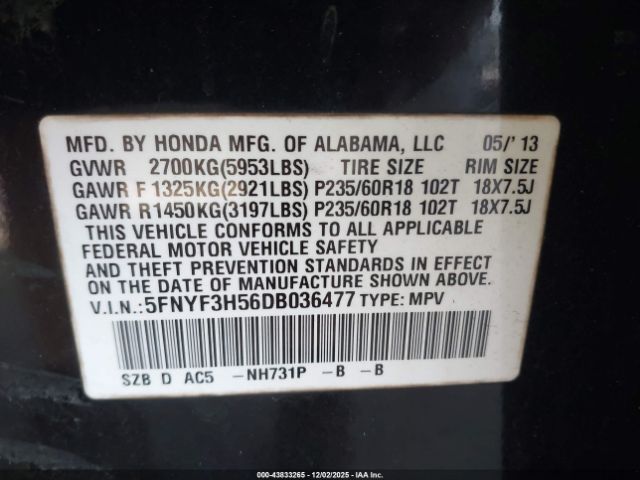 MFD. BY HONDA MFG. OF ALABAMA, LLC 05/' 13
GVWR 2700KG(5953LBS) TIRE SIZE RIM SIZE
GAWR F 1325KG(2921LBS) P235/60R18 102T 18X7.5J
GAWR R1450KG(3197LBS) P235/60R18 102T 18X7.5J
THIS VEHICLE CONFORMS TO ALL APPLICABLE
FEDERAL MOTOR VEHICLE SAFETY
AND THEFT PREVENTION STANDARDS IN EFFECT
ON THE DATE OF MANUFACTURE SHOWN ABOVE.
V.I.N.:5FNYF3H56DB036477 TYPE: MPV
SZB D AC5 -NH731P -B -B
000-43833265 • 12/02/2025 • IAAI.COM